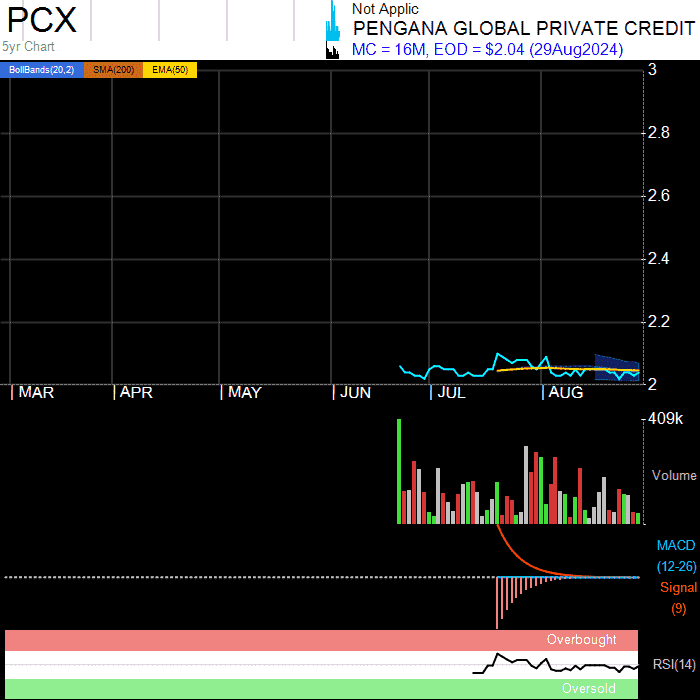 PCX
5yr Chart
Not Applic
PENGANA GLOBAL PRIVATE CREDIT
MC = 16M, EOD = $2.04 (29Aug2024)
BollBands(20,2) SMA(200) EMA(50)
3
2.8
2.6
2.4
2.2
2
MAR APR MAY JUN JUL AUG
409k
Volume
MACD
(12-26)
Signal
(9)
Overbought
RSI(14)
Oversold